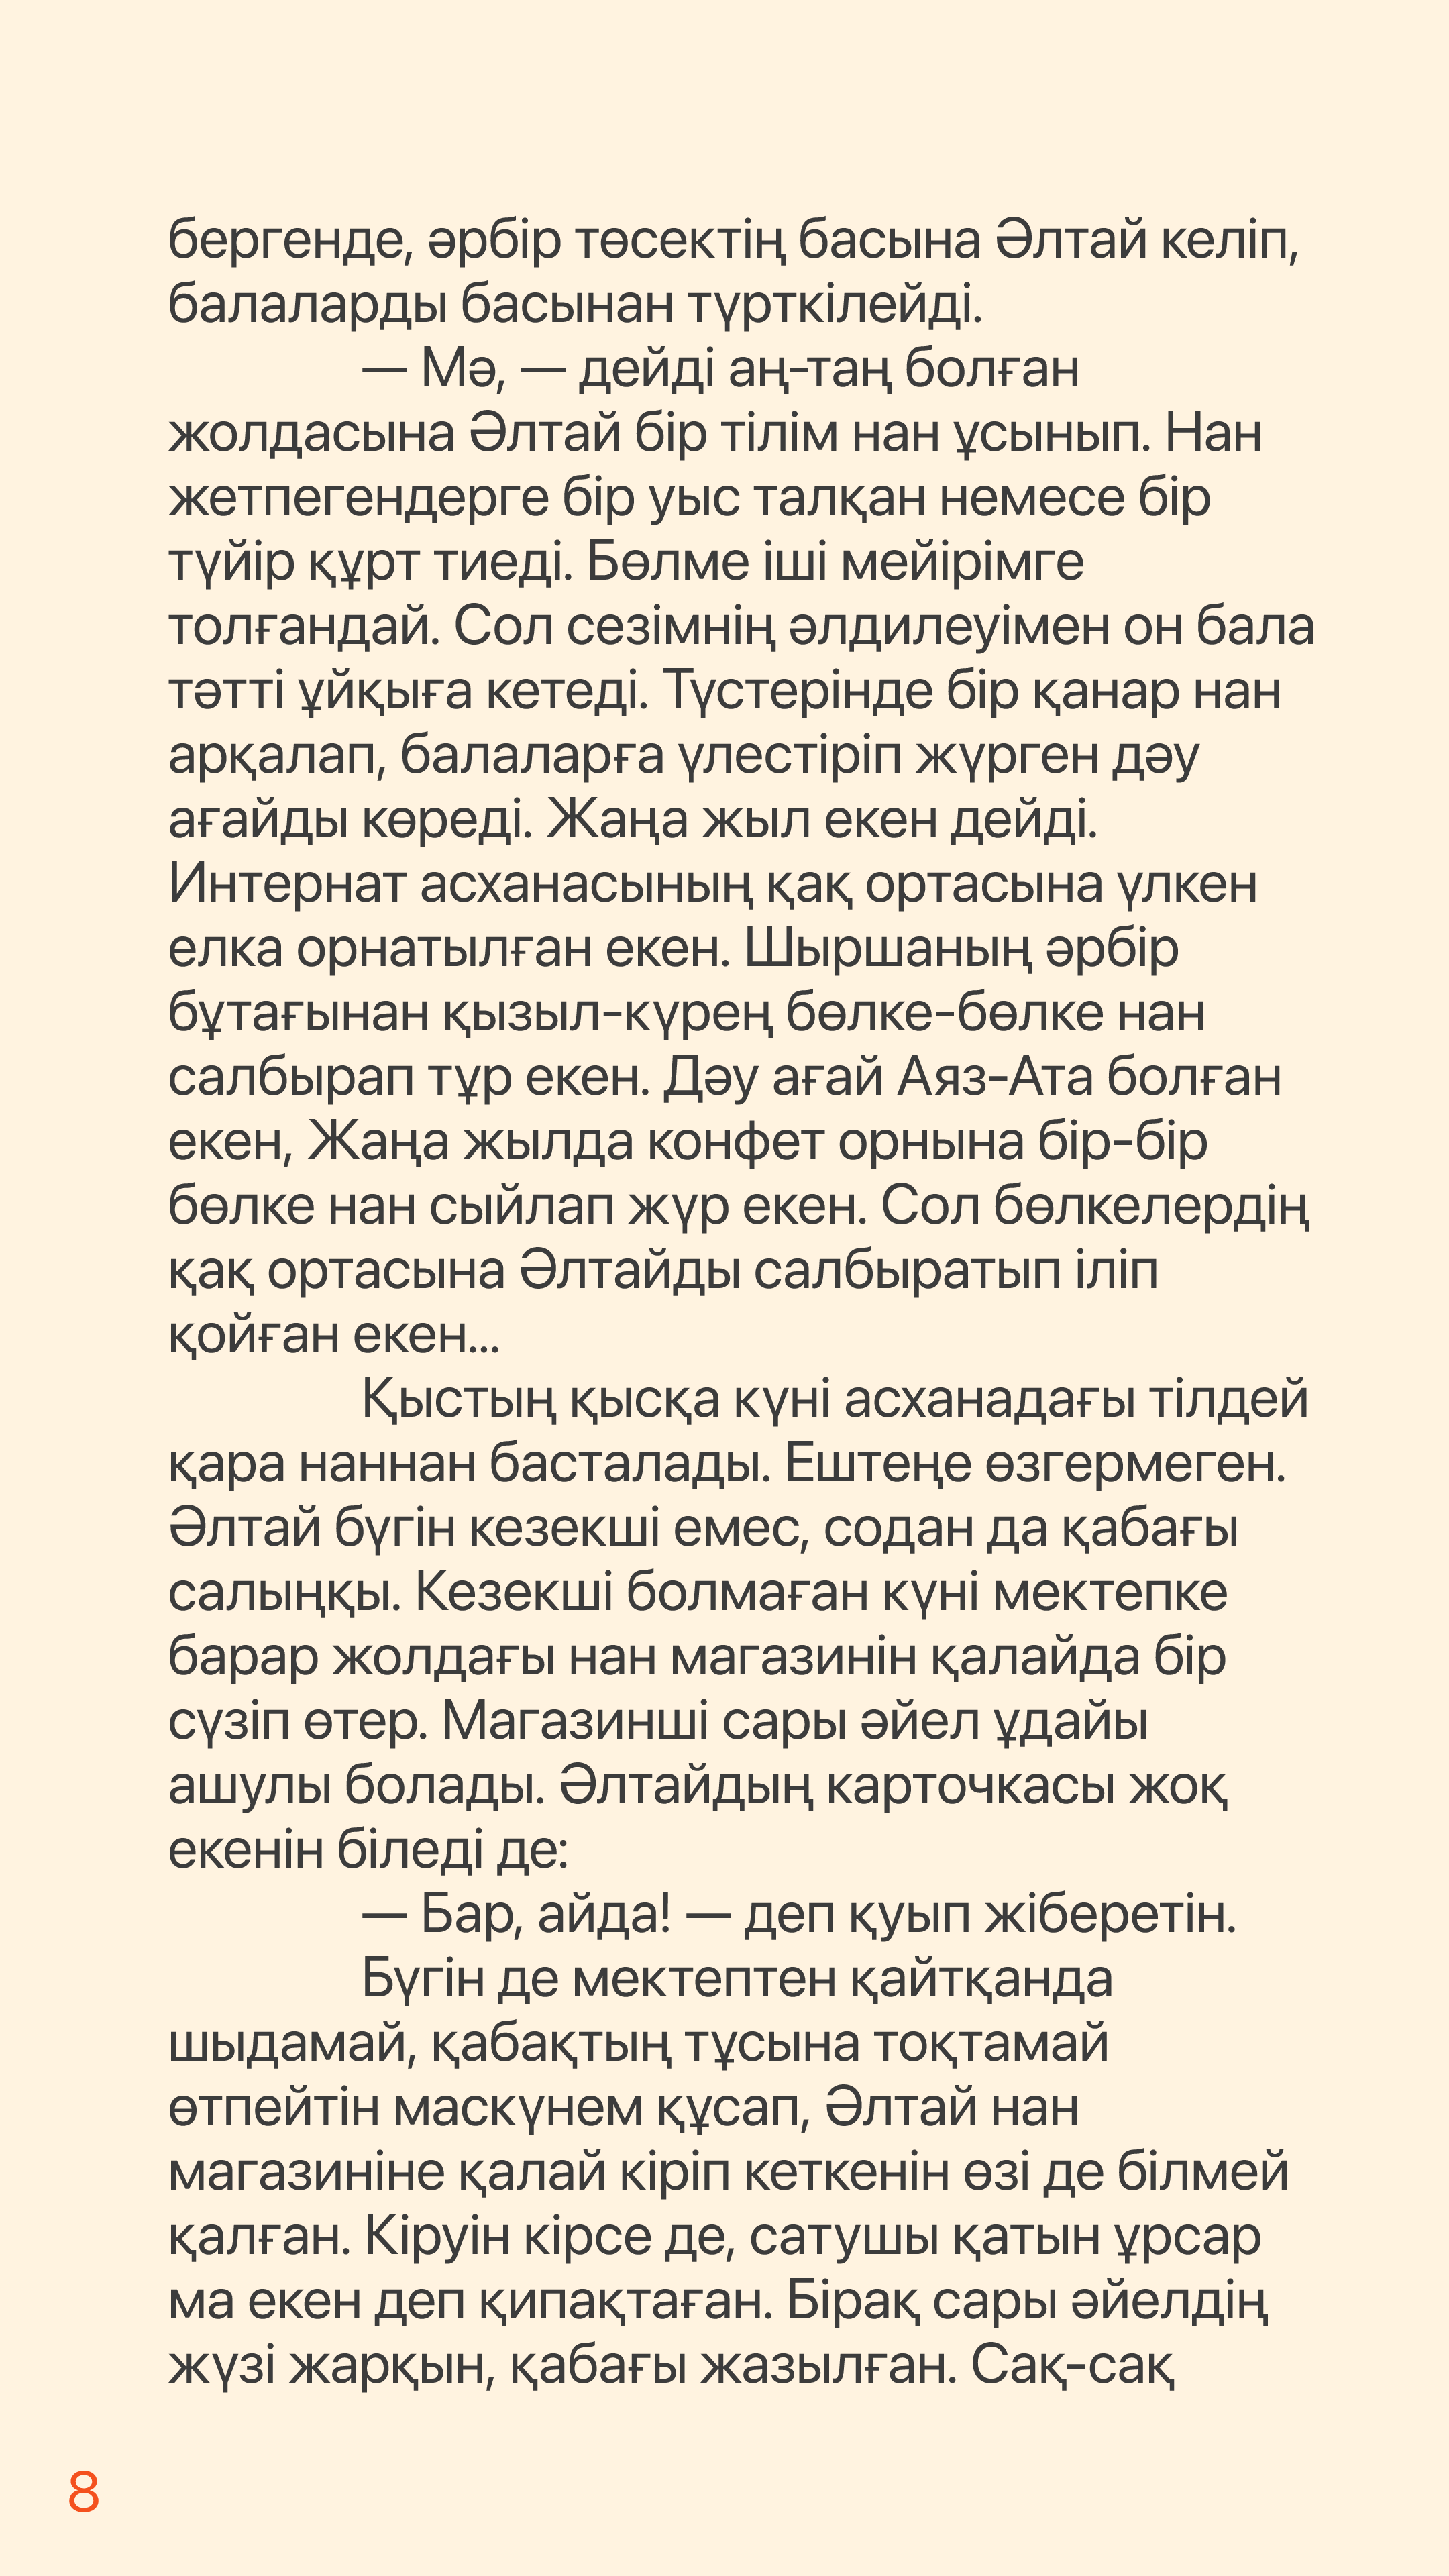 бергенде, әрбір төсектің басына Әлтай келіп,
балаларды басынан түрткілейді.
— Мә, — дейді аң-таң болған
жолдасына Әлтай бір тілім нан ұсынып. Нан
жетпегендерге бір уыс талқан немесе бір
түйір құрт тиеді. Бөлме іші мейірімге
толғандай. Сол сезімнің әлдилеуімен он бала
тәтті ұйқыға кетеді. Түстерінде бір қанар нан
арқалап, балаларға үлестіріп жүрген дәу
ағайды көреді. Жаңа жыл екен дейді.
Интернат асханасының қақ ортасына үлкен
елка орнатылған екен. Шыршаның әрбір
бұтағынан қызыл-күрең бөлке-бөлке нан
салбырап тұр екен. Дәу ағай Аяз-Ата болған
екен, Жаңа жылда конфет орнына бір-бір
бөлке нан сыйлап жүр екен. Сол бөлкелердің
қақ ортасына Әлтайды салбыратып іліп
қойған екен...
Қыстың қысқа күні асханадағы тілдей
қара наннан басталады. Ештеңе өзгермеген.
Әлтай бүгін кезекші емес, содан да қабағы
салыңқы. Кезекші болмаған күні мектепке
барар жолдағы нан магазинін қалайда бір
сүзіп өтер. Магазинші сары әйел ұдайы
ашулы болады. Әлтайдың карточкасы жоқ
екенін біледі де:
— Бар, айда! — деп қуып жіберетін.
Бүгін де мектептен қайтқанда
шыдамай, қабақтың тұсына тоқтамай
өтпейтін маскүнем құсап, Әлтай нан
магазиніне қалай кіріп кеткенін өзі де білмей
қалған. Кіруін кірсе де, сатушы қатын ұрсар
ма екен деп қипақтаған. Бірақ сары әйелдің
жүзі жарқын, қабағы жазылған. Сақ-сақ
8